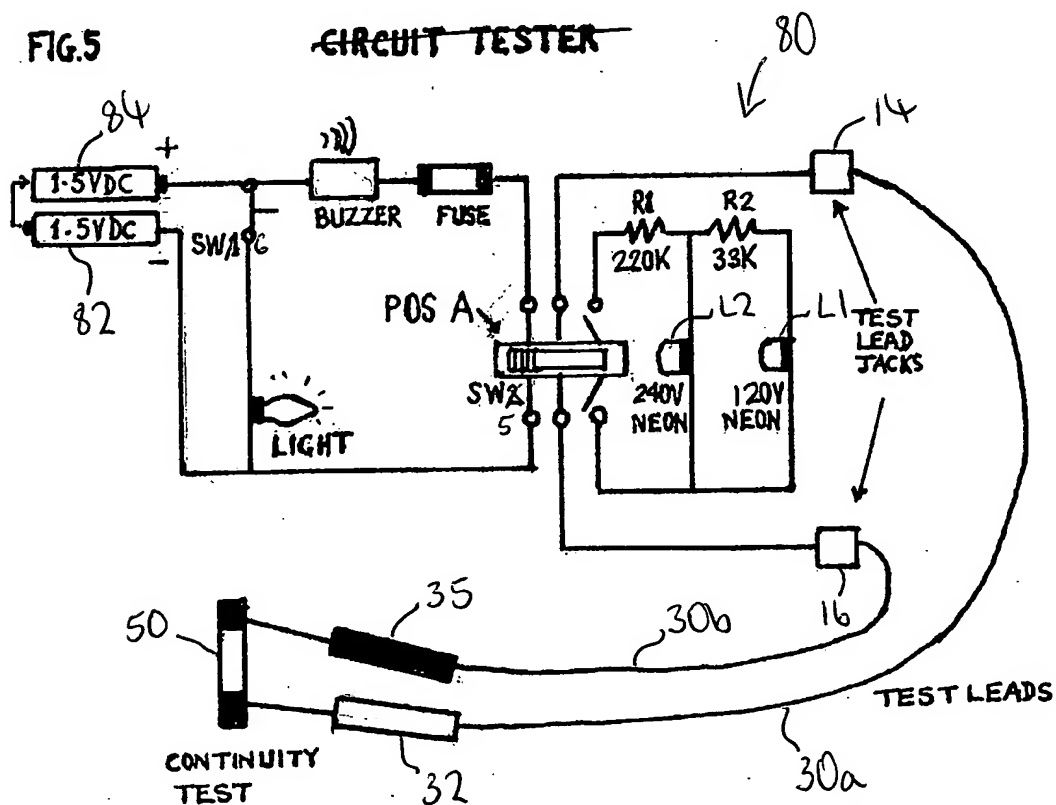 FIG.5
CIRCUIT TESTER
80
84
14
+
1.5VDC
BUZZER
FUSE
R1
R2
220K
33K
1.5VDC
SW1 6
-
82
POS A
L2
L1
TEST
LEAD
JACKS
SW2
5
240V
NEON
120V
NEON
LIGHT
16
35
30b
50
TEST LEADS
CONTINUITY
TEST
32
30a